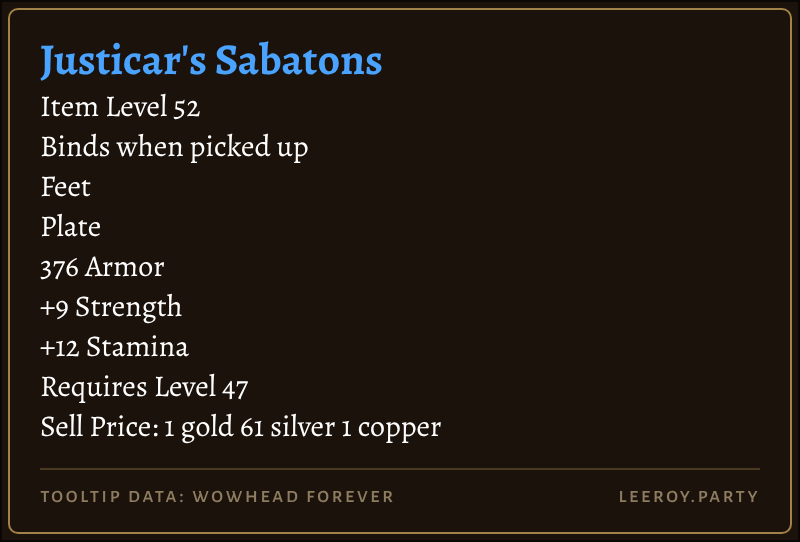 Justicar's Sabatons
Item Level 52
Binds when picked up
Feet
Plate
376 Armor
+9 Strength
+12 Stamina
Requires Level 47
Sell Price: 1 gold 61 silver 1 copper
TOOLTIP DATA: WOWHEAD FOREVER
LEEROY.PARTY